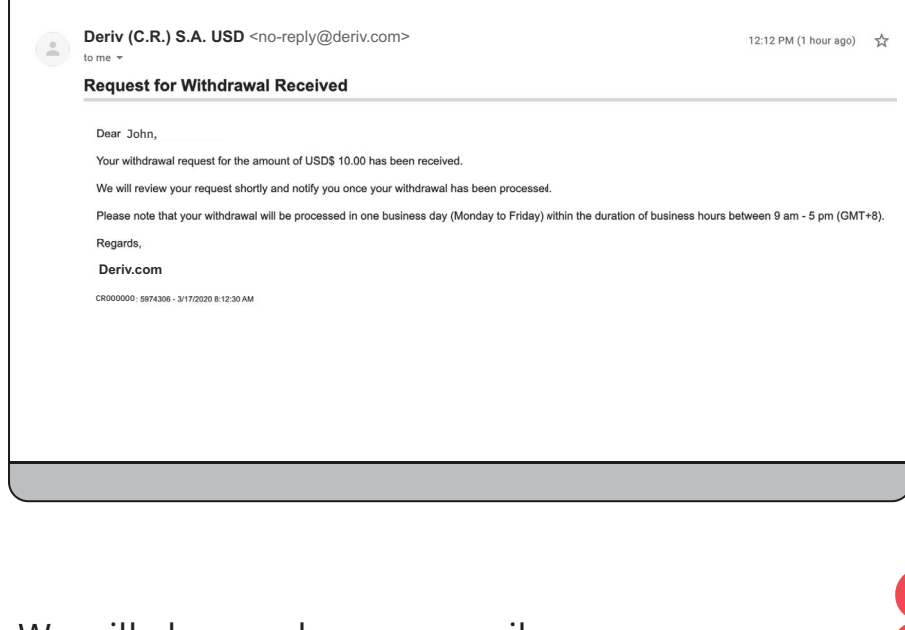 Deriv (C.R.) S.A. USD <no-reply@deriv.com>
12:12 PM (1 hour ago)
to me
Request for Withdrawal Received
Dear John,
Your withdrawal request for the amount of USD$ 10.00 has been received.
We will review your request shortly and notify you once your withdrawal has been processed.
Please note that your withdrawal will be processed in one business day (Monday to Friday) within the duration of business hours between 9 am - 5 pm (GMT+8).
Regards,
Deriv.com
CR000000: 5974306 - 3/17/2020 8:12:30 AM